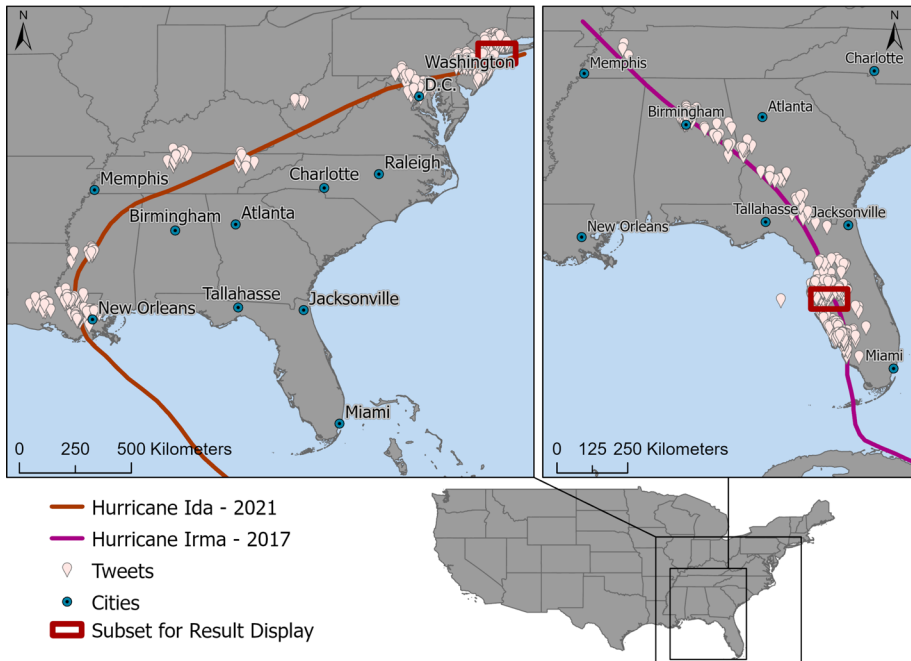 N
Washington
D.C.
Memphis
Charlotte
Raleigh
Birmingham
Atlanta
New Orleans
Tallahasse
Jacksonville
Miami
0 250 500 Kilometers
N
Memphis
Charlotte
Birmingham
Atlanta
Tallahasse
Jacksonville
New Orleans
Miami
0 125 250 Kilometers
Hurricane Ida - 2021
Hurricane Irma - 2017
Tweets
Cities
Subset for Result Display